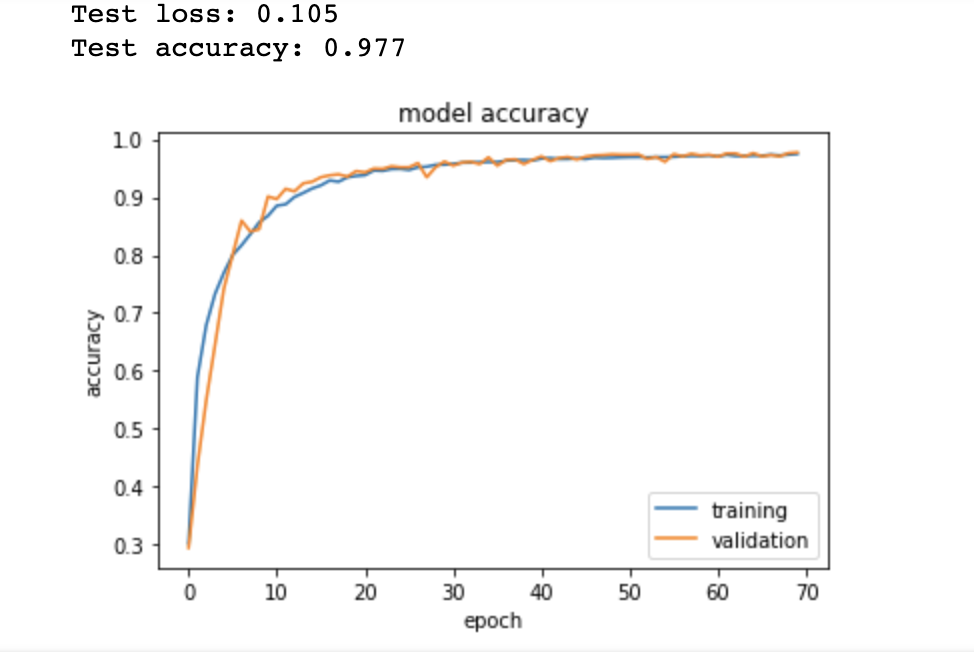 Test loss: 0.105
Test accuracy: 0.977
model accuracy
1.0
0.9
0.8
0.7
0.6
0.5
0.4
0.3
accuracy
training
validation
0 10 20 30 40 50 60 70
epoch